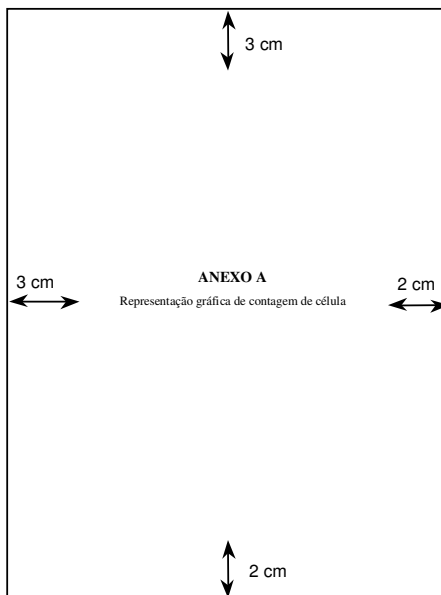 3 cm
ANEXO A
3 cm
2 cm
Representação gráfica de contagem de célula
2 cm